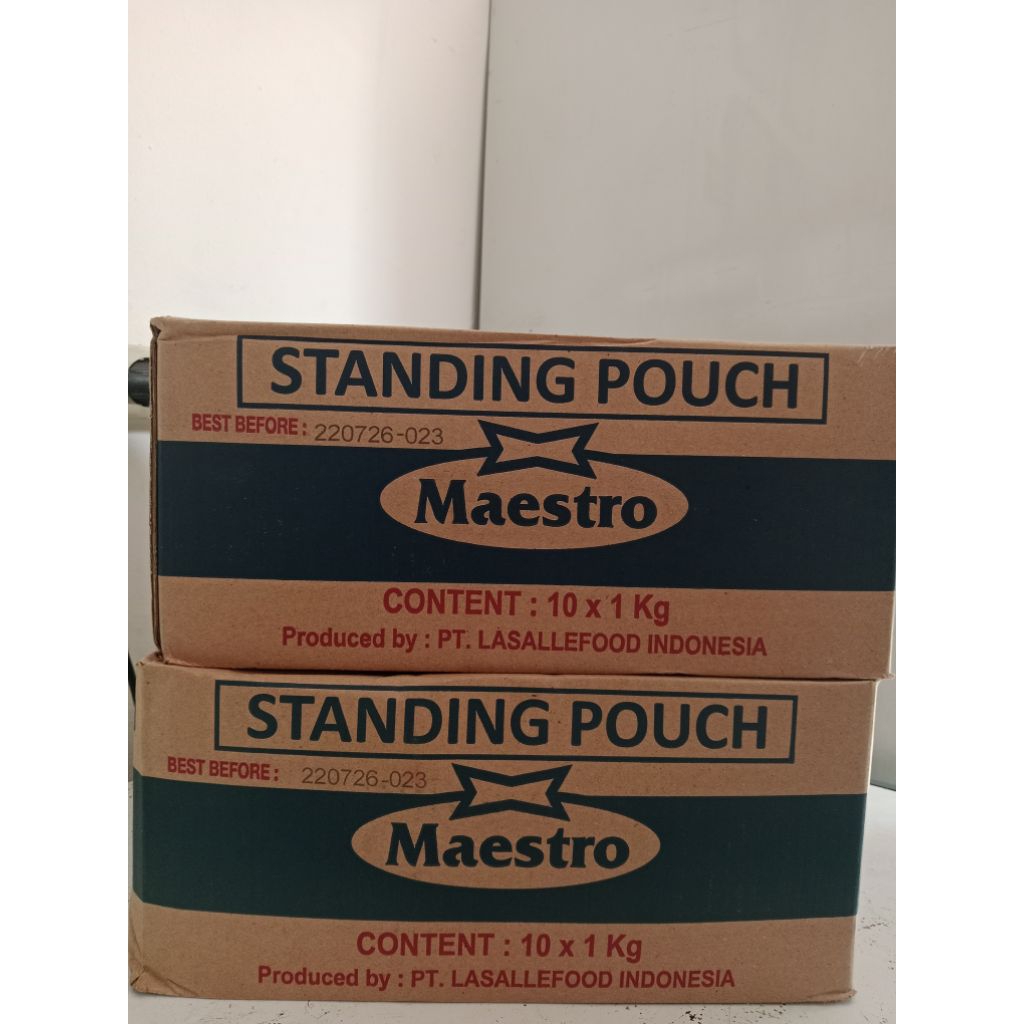 STANDING POUCH
BEST BEFORE : 220726-023
Maestro
CONTENT : 10 x 1 Kg
Produced by : PT. LASALLEFOOD INDONESIA
STANDING POUCH
BEST BEFORE : 220726-023
Maestro
CONTENT : 10 x 1 Kg
Produced by : PT. LASALLEFOOD INDONESIA